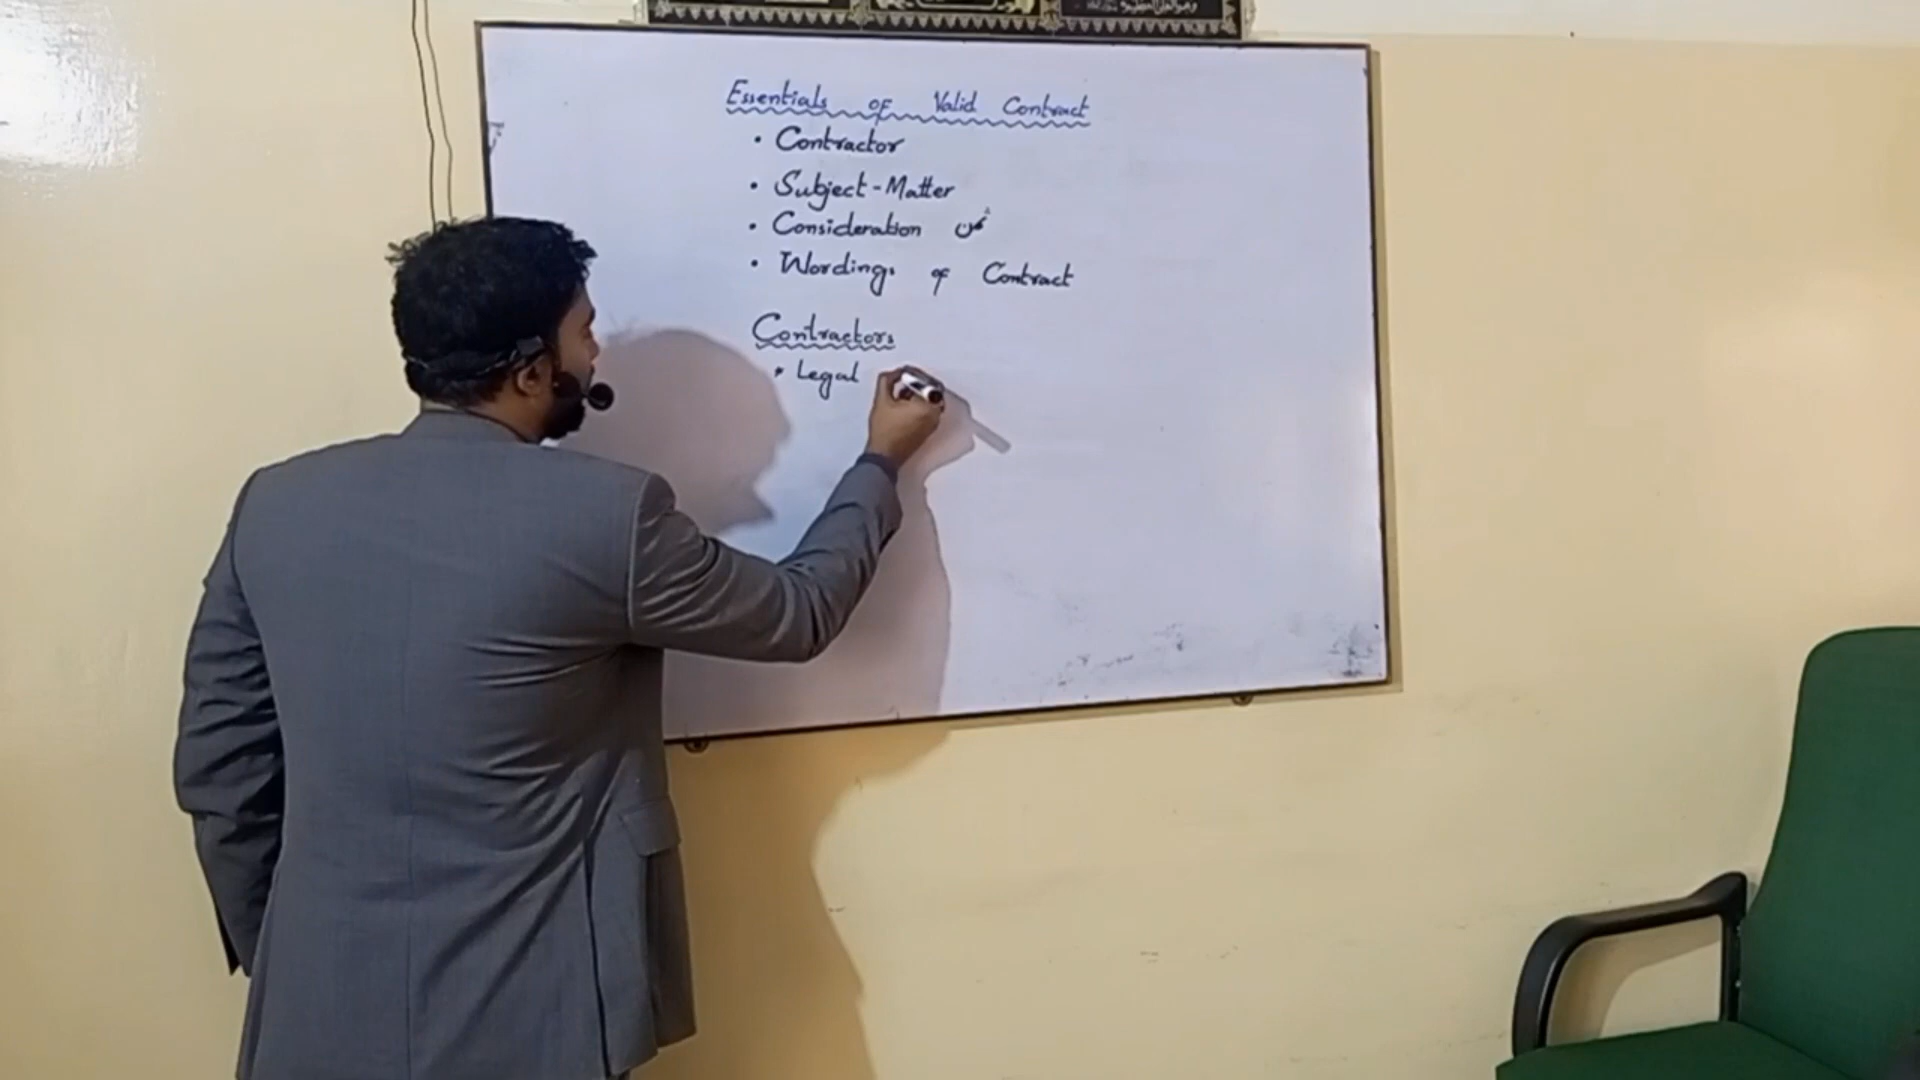 Essentials of Valid Contract
• Contractor
• Subject-Matter
• Consideration ثمن
• Wordings of Contract
Contractors
• Legal